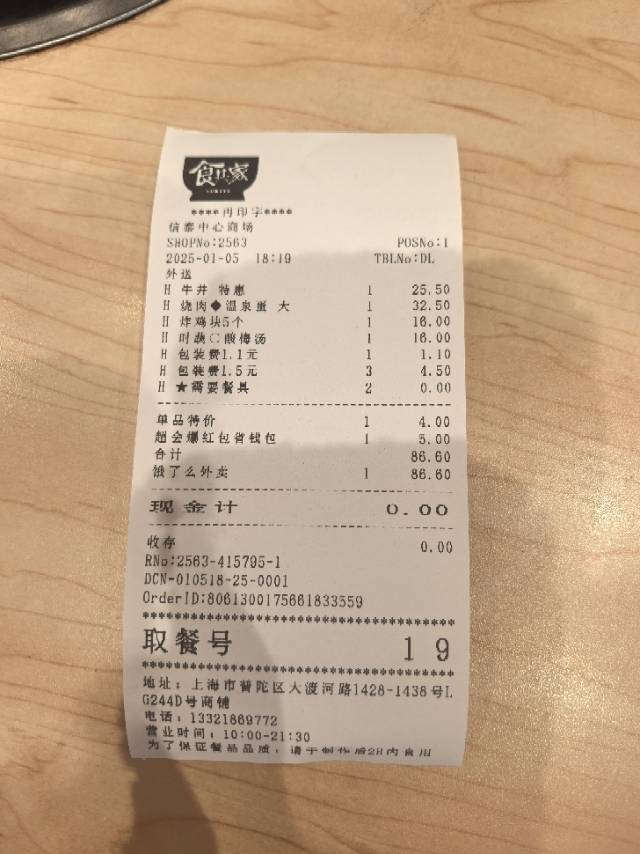 食其家
SUKIYA
****再印字****
信泰中心商场
SHOPNo:2563 POSNo:1
2025-01-05 18:19 TBLNo:DL
外送
H 牛丼 特惠 1 25.50
H 烧肉◆温泉蛋 大 1 32.50
H 炸鸡块5个 1 16.00
H 时蔬〇酸梅汤 1 16.00
H 包装费1.1元 1 1.10
H 包装费1.5元 3 4.50
H ★需要餐具 2 0.00
单品特价 1 4.00
超会爆红包省钱包 1 5.00
合计 86.60
饿了么外卖 1 86.60
现金计 0.00
收存 0.00
RNo:2563-415795-1
DCN-010518-25-0001
OrderID:8061300175661833559
取餐号 19
地址：上海市普陀区大渡河路1428-1438号L
G244D号商铺
电话：13321869772
营业时间：10:00-21:30
为了保证餐品品质，请于制作后2H内食用